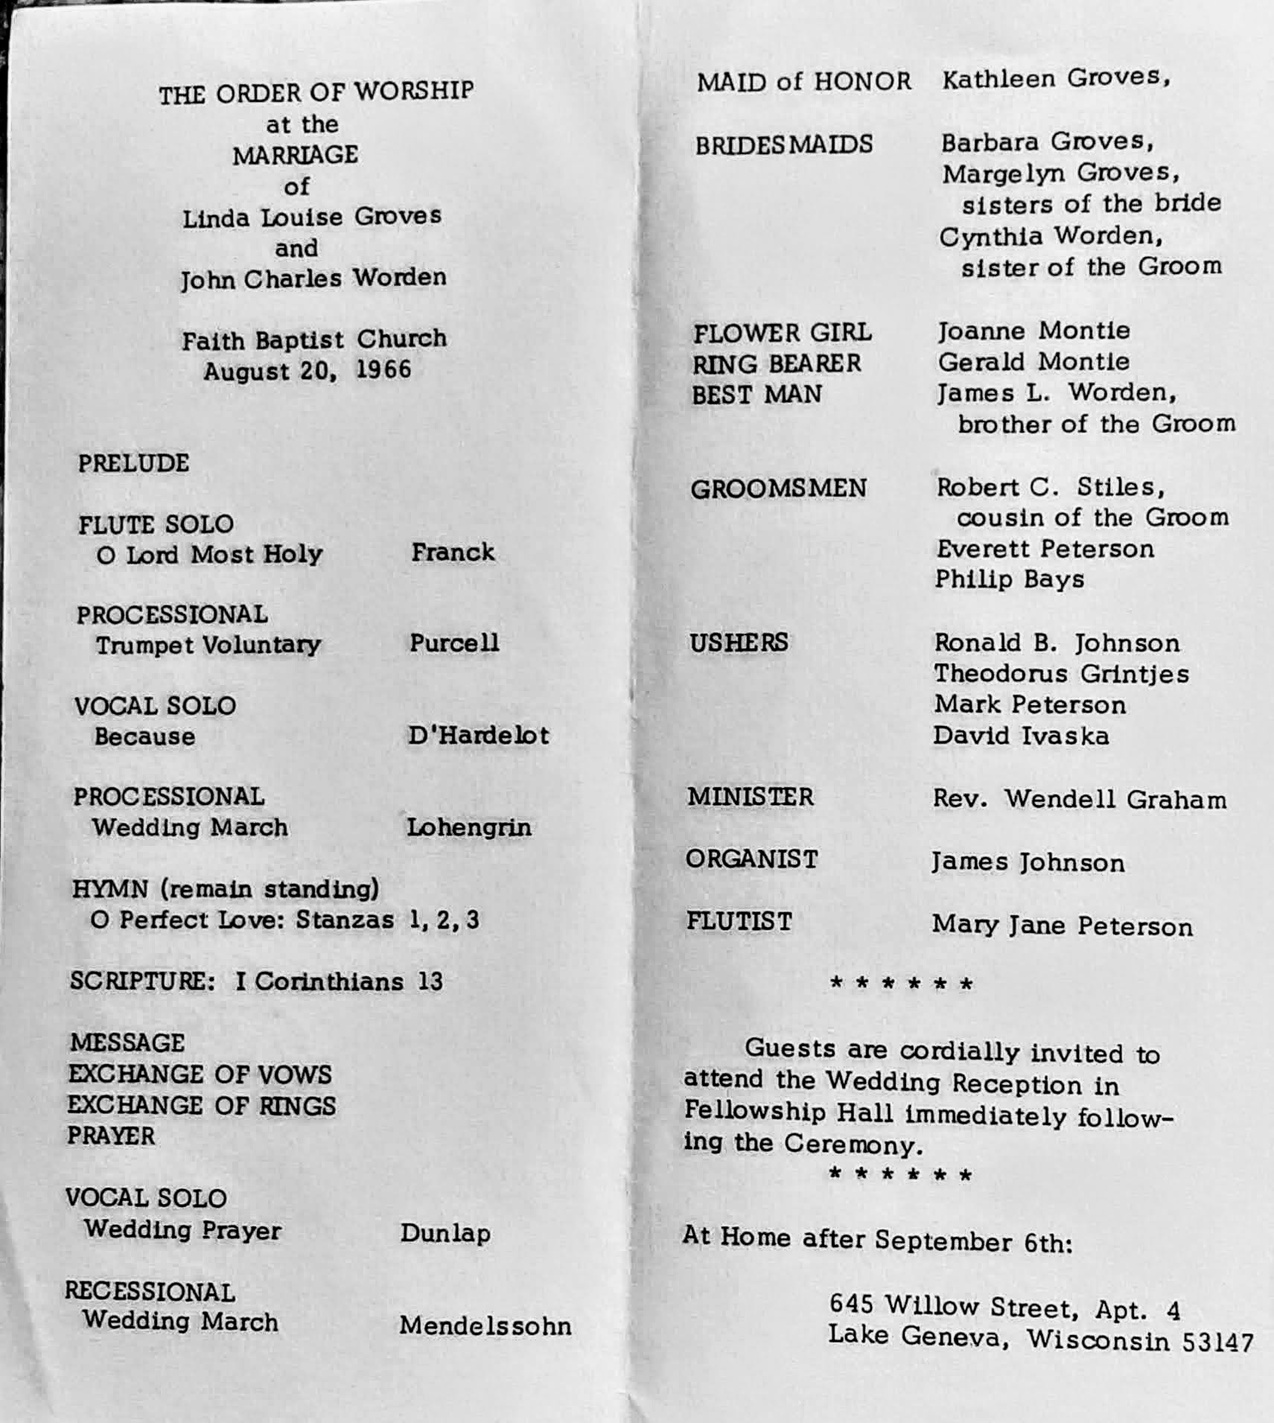 THE ORDER OF WORSHIP
at the
MARRIAGE
of
Linda Louise Groves
and
John Charles Worden
Faith Baptist Church
August 20, 1966
PRELUDE
FLUTE SOLO
O Lord Most Holy Franck
PROCESSIONAL
Trumpet Voluntary Purcell
VOCAL SOLO
Because D'Hardelot
PROCESSIONAL
Wedding March Lohengrin
HYMN (remain standing)
O Perfect Love: Stanzas 1, 2, 3
SCRIPTURE: I Corinthians 13
MESSAGE
EXCHANGE OF VOWS
EXCHANGE OF RINGS
PRAYER
VOCAL SOLO
Wedding Prayer Dunlap
RECESSIONAL
Wedding March Mendelssohn
MAID of HONOR Kathleen Groves,
BRIDESMAIDS Barbara Groves,
Margelyn Groves,
sisters of the bride
Cynthia Worden,
sister of the Groom
FLOWER GIRL Joanne Montie
RING BEARER Gerald Montie
BEST MAN James L. Worden,
brother of the Groom
GROOMSMEN Robert C. Stiles,
cousin of the Groom
Everett Peterson
Philip Bays
USHERS Ronald B. Johnson
Theodorus Grintjes
Mark Peterson
David Ivaska
MINISTER Rev. Wendell Graham
ORGANIST James Johnson
FLUTIST Mary Jane Peterson
* * * * * *
Guests are cordially invited to
attend the Wedding Reception in
Fellowship Hall immediately follow-
ing the Ceremony.
* * * * * *
At Home after September 6th:
645 Willow Street, Apt. 4
Lake Geneva, Wisconsin 53147